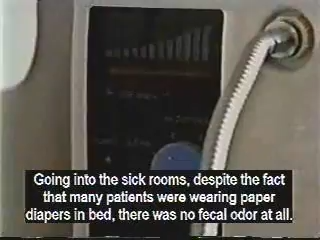 Going into the sick rooms, despite the fact
that many patients were wearing paper
diapers in bed, there was no fecal odor at all.